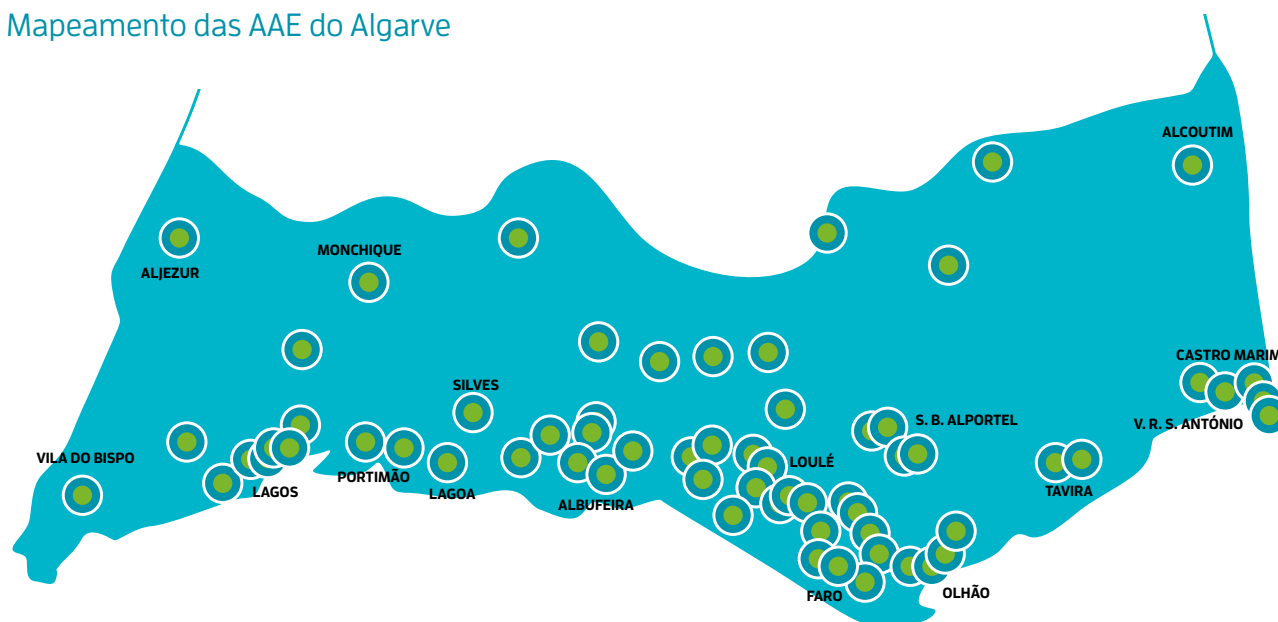 Mapeamento das AAE do Algarve
ALCOUTIM
MONCHIQUE
ALJEZUR
CASTRO MARIM
SILVES
S. B. ALPORTEL
V. R. S. ANTÓNIO
VILA DO BISPO
LOULÉ
PORTIMÃO
LAGOS
LAGOA
TAVIRA
ALBUFEIRA
OLHÃO
FARO